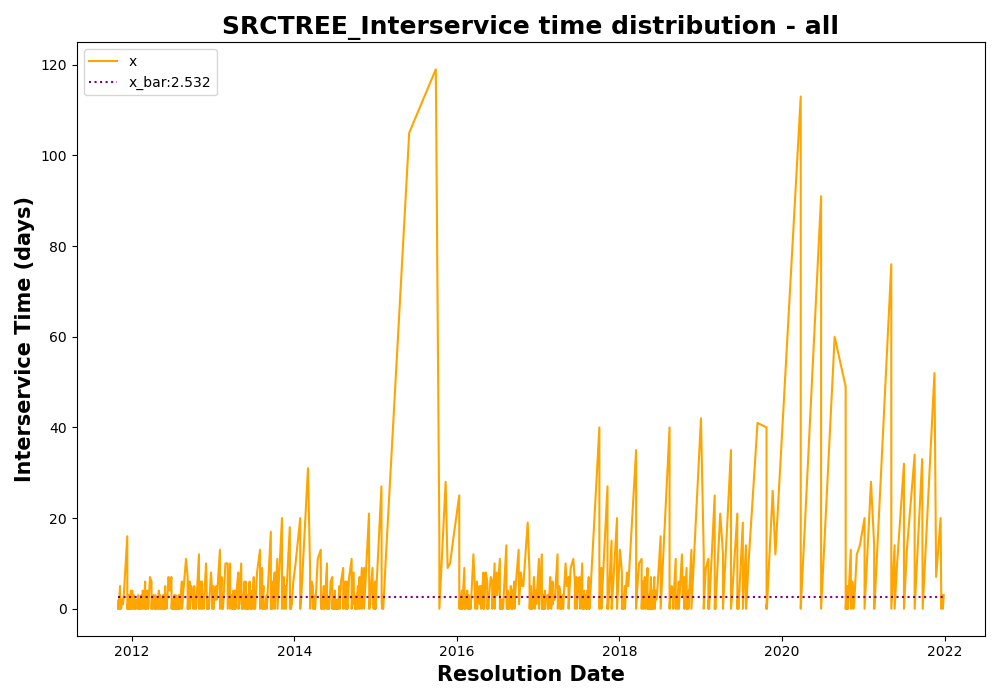 SRCTREE_Interservice time distribution - all
x
x_bar:2.532
Interservice Time (days)
120
100
80
60
40
20
0
2012
2014
2016
2018
2020
2022
Resolution Date